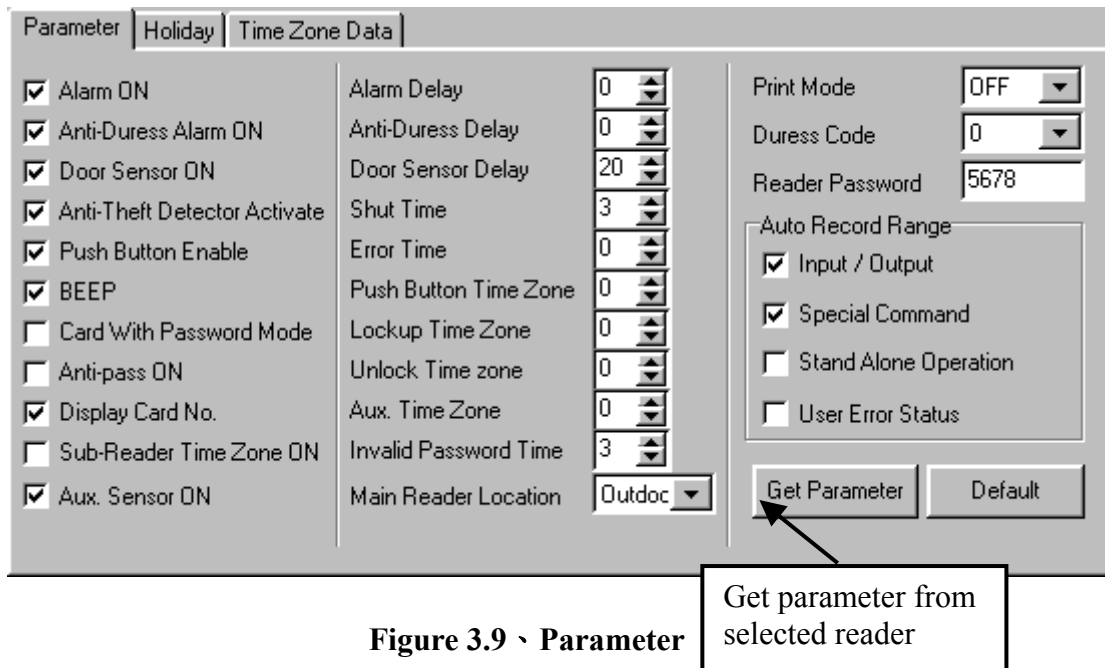 Parameter Holiday Time Zone Data
Alarm ON
Anti-Duress Alarm ON
Door Sensor ON
Anti-Theft Detector Activate
Push Button Enable
BEEP
Card With Password Mode
Anti-pass ON
Display Card No.
Sub-Reader Time Zone ON
Aux. Sensor ON
Alarm Delay 0
Anti-Duress Delay 0
Door Sensor Delay 20
Shut Time 3
Error Time 0
Push Button Time Zone 0
Lockup Time Zone 0
Unlock Time zone 0
Aux. Time Zone 0
Invalid Password Time 3
Main Reader Location Outdoc
Print Mode OFF
Duress Code 0
Reader Password 5678
Auto Record Range
Input / Output
Special Command
Stand Alone Operation
User Error Status
Get Parameter Default
Get parameter from
selected reader
Figure 3.9、Parameter